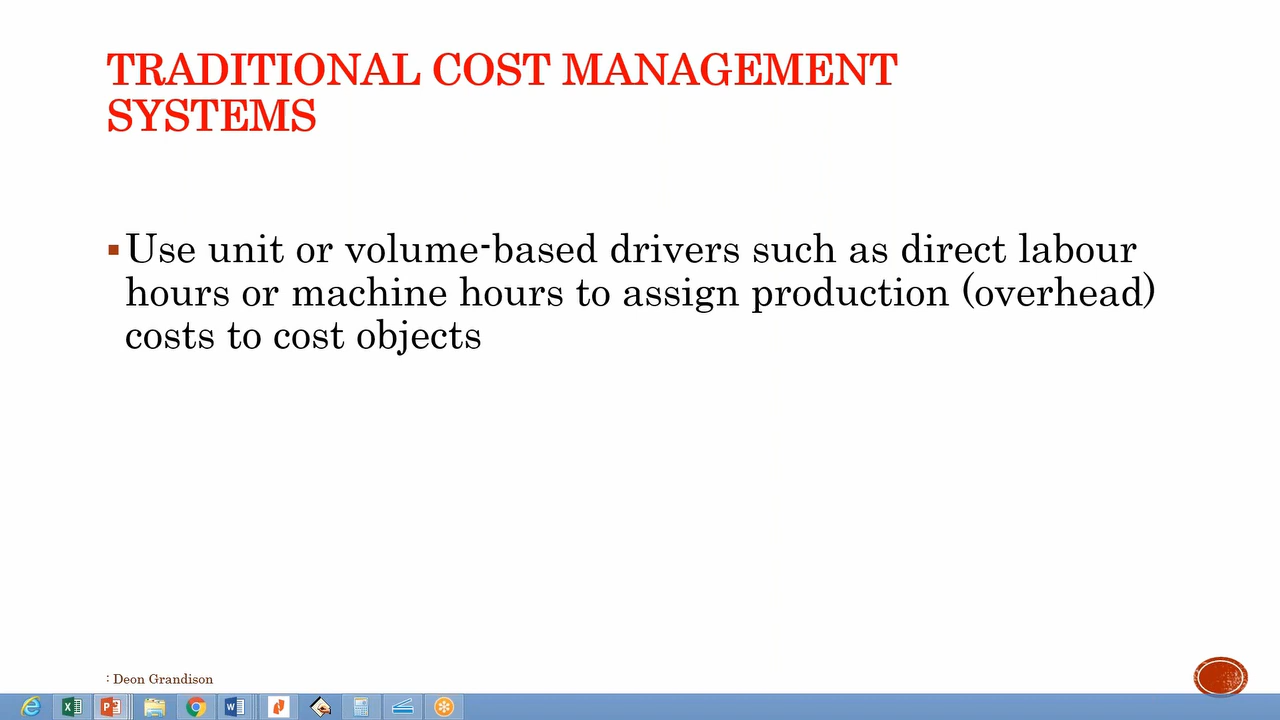 TRADITIONAL COST MANAGEMENT
SYSTEMS
Use unit or volume-based drivers such as direct labour
hours or machine hours to assign production (overhead)
costs to cost objects
: Deon Grandison